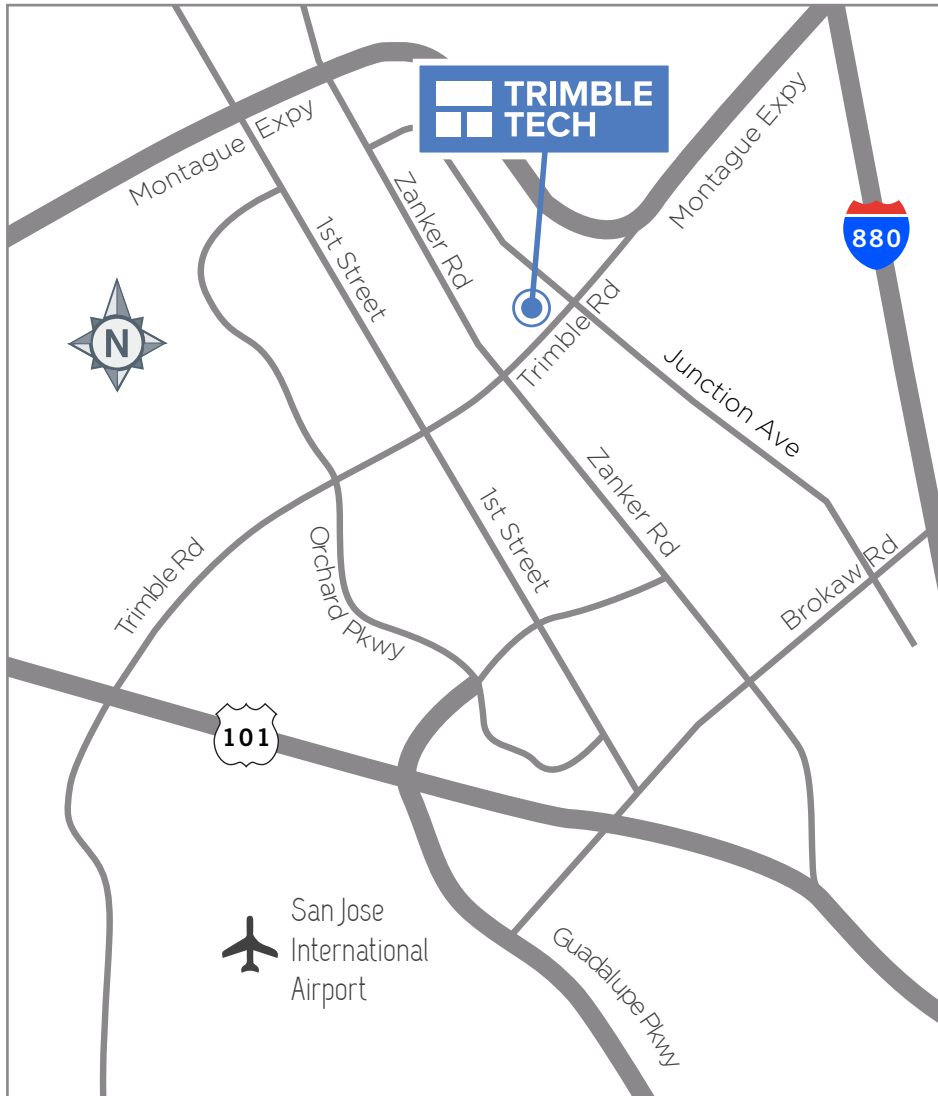 TRIMBLE
TECH
Montague Expy
Montague Expy
Zanker Rd
1st Street
880
N
Trimble Rd
Junction Ave
Zanker Rd
1st Street
Orchard Pkwy
Trimble Rd
Brokaw Rd
101
San Jose
International
Airport
Guadalupe Pkwy